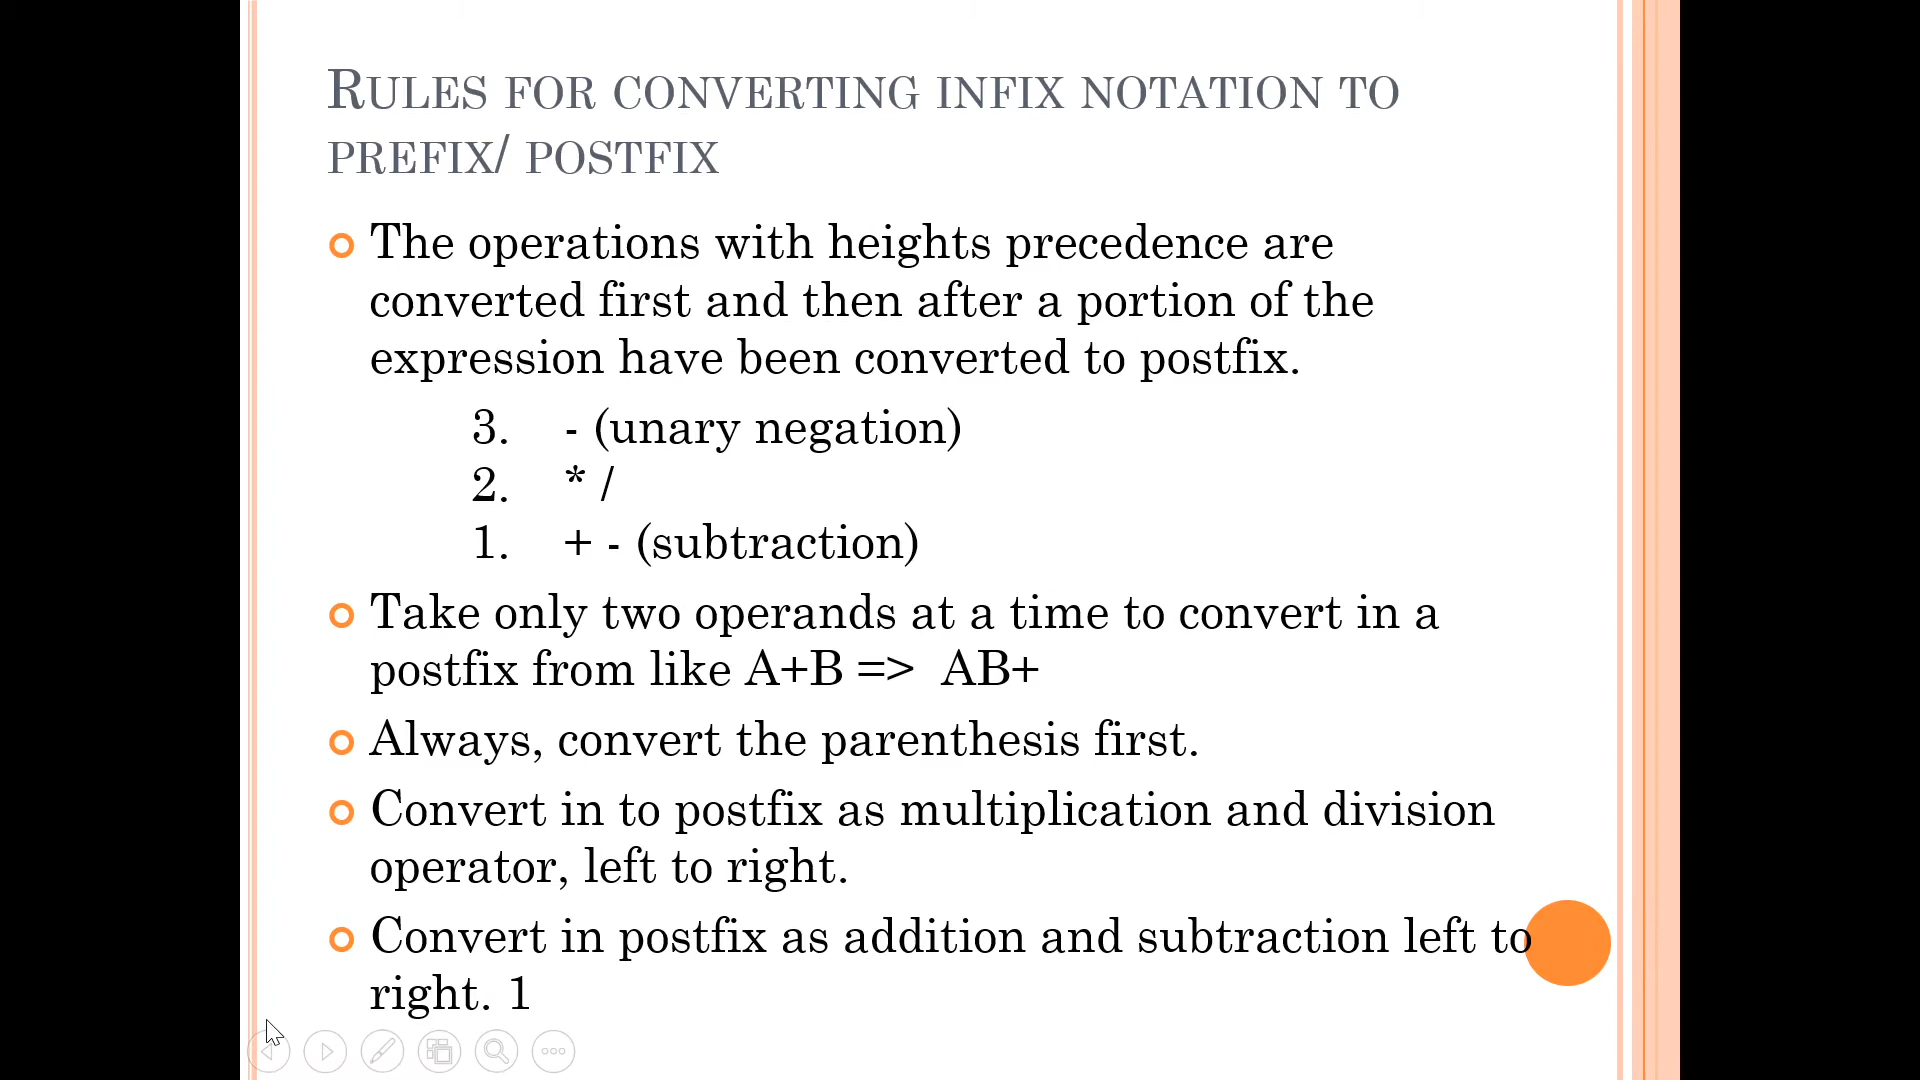 RULES FOR CONVERTING INFIX NOTATION TO
PREFIX/ POSTFIX
The operations with heights precedence are
converted first and then after a portion of the
expression have been converted to postfix.
3. - (unary negation)
2. * /
1. + - (subtraction)
Take only two operands at a time to convert in a
postfix from like A+B => AB+
Always, convert the parenthesis first.
Convert in to postfix as multiplication and division
operator, left to right.
Convert in postfix as addition and subtraction left to
right. 1